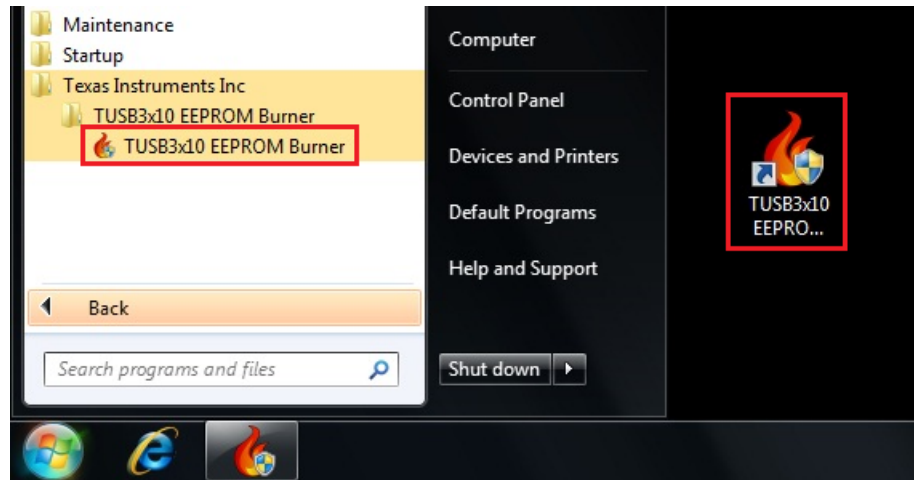 Maintenance
Startup
Texas Instruments Inc
TUSB3x10 EEPROM Burner
TUSB3x10 EEPROM Burner
Back
Search programs and files
Computer
Control Panel
Devices and Printers
Default Programs
Help and Support
Shut down
TUSB3x10
EEPRO...